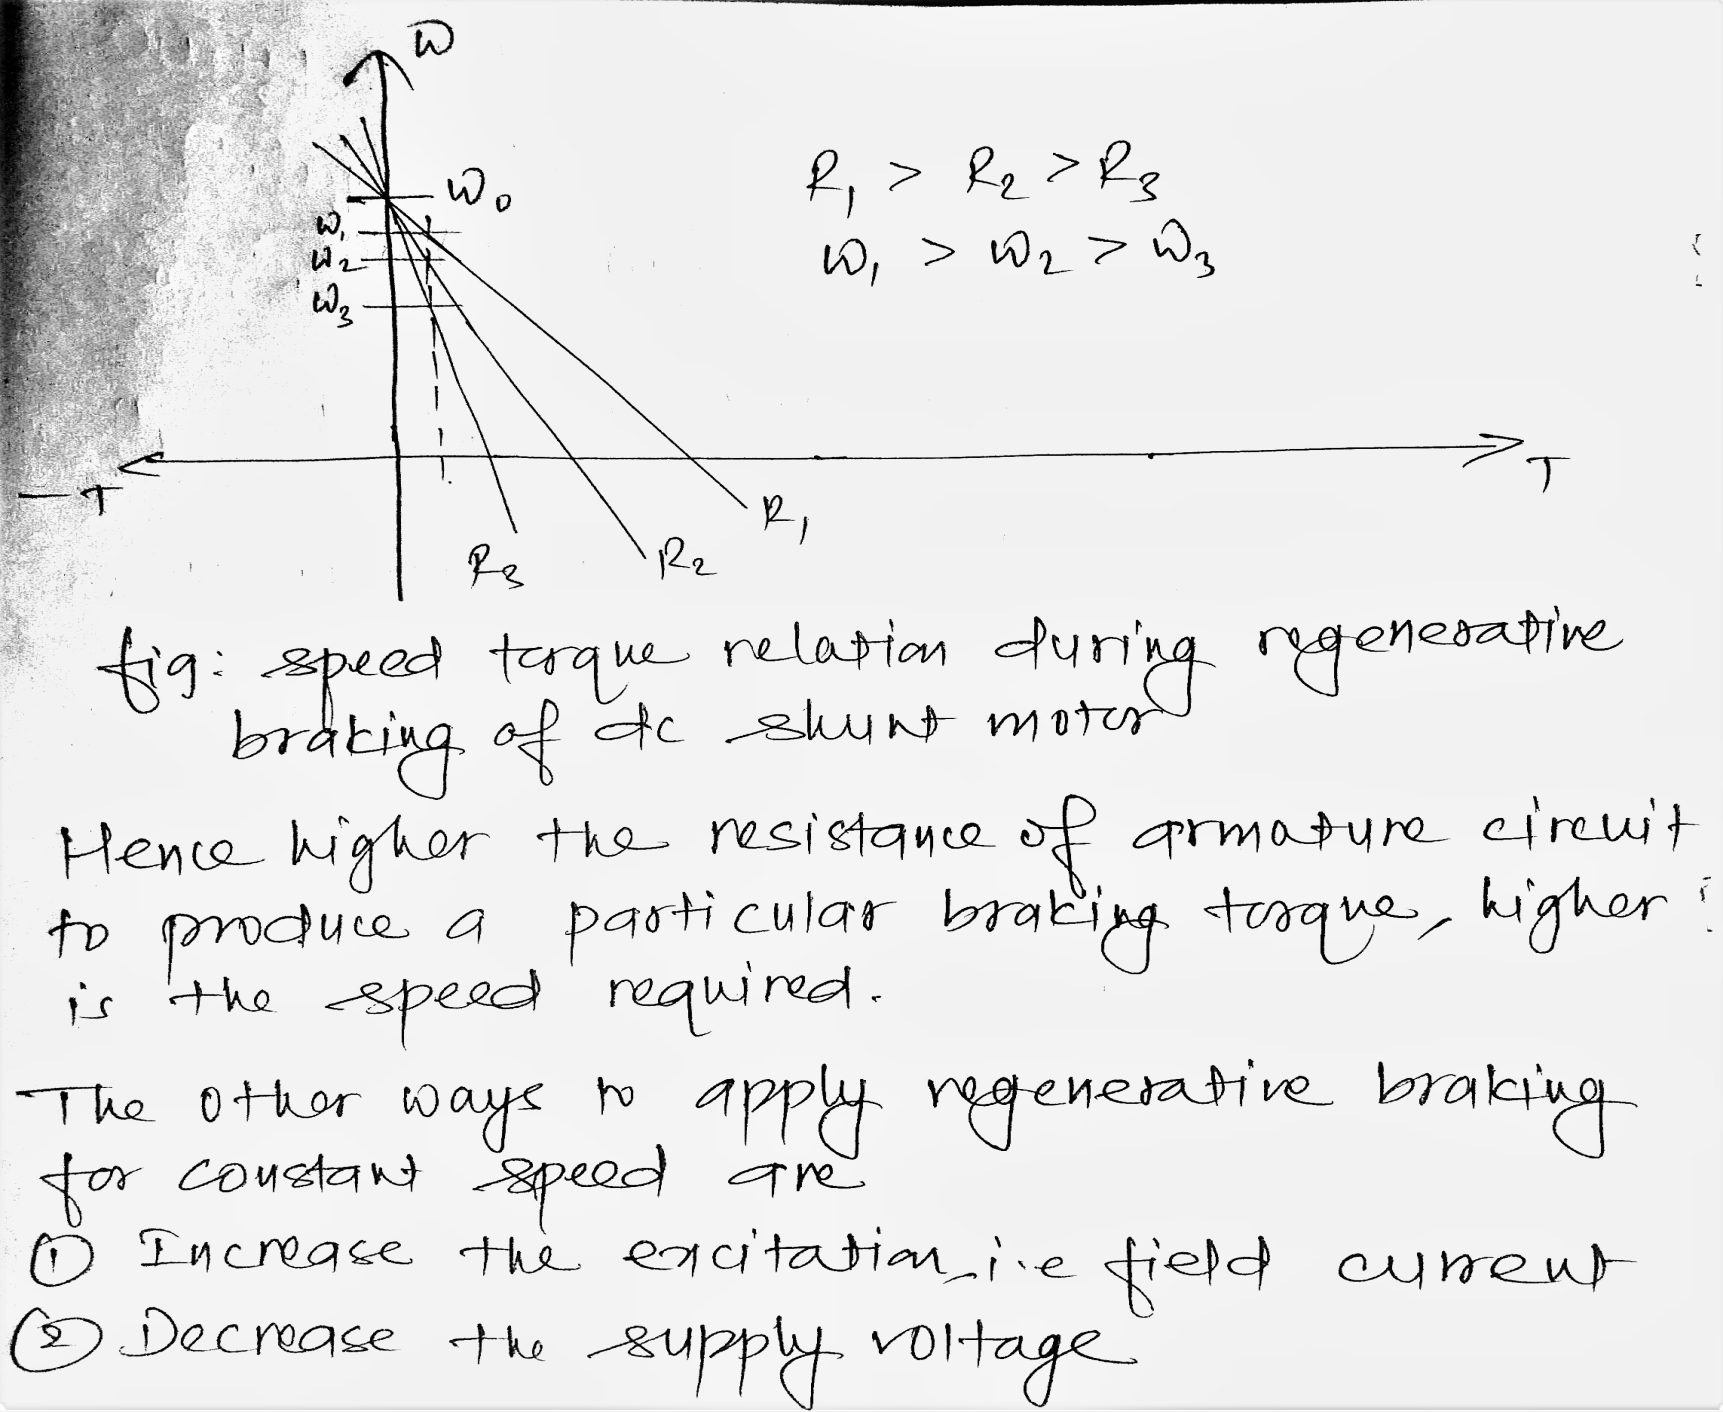 ω
ω₀
R₁ > R₂ > R₃
ω₁
ω₂
ω₁ > ω₂ > ω₃
ω₃
-T
T
R₁
R₃
R₂
fig: speed torque relation during regenerative
braking of dc shunt motor
Hence higher the resistance of armature circuit
to produce a particular braking torque, higher
is the speed required.
The other ways to apply regenerative braking
for constant speed are
① Increase the excitation, i.e field current
② Decrease the supply voltage